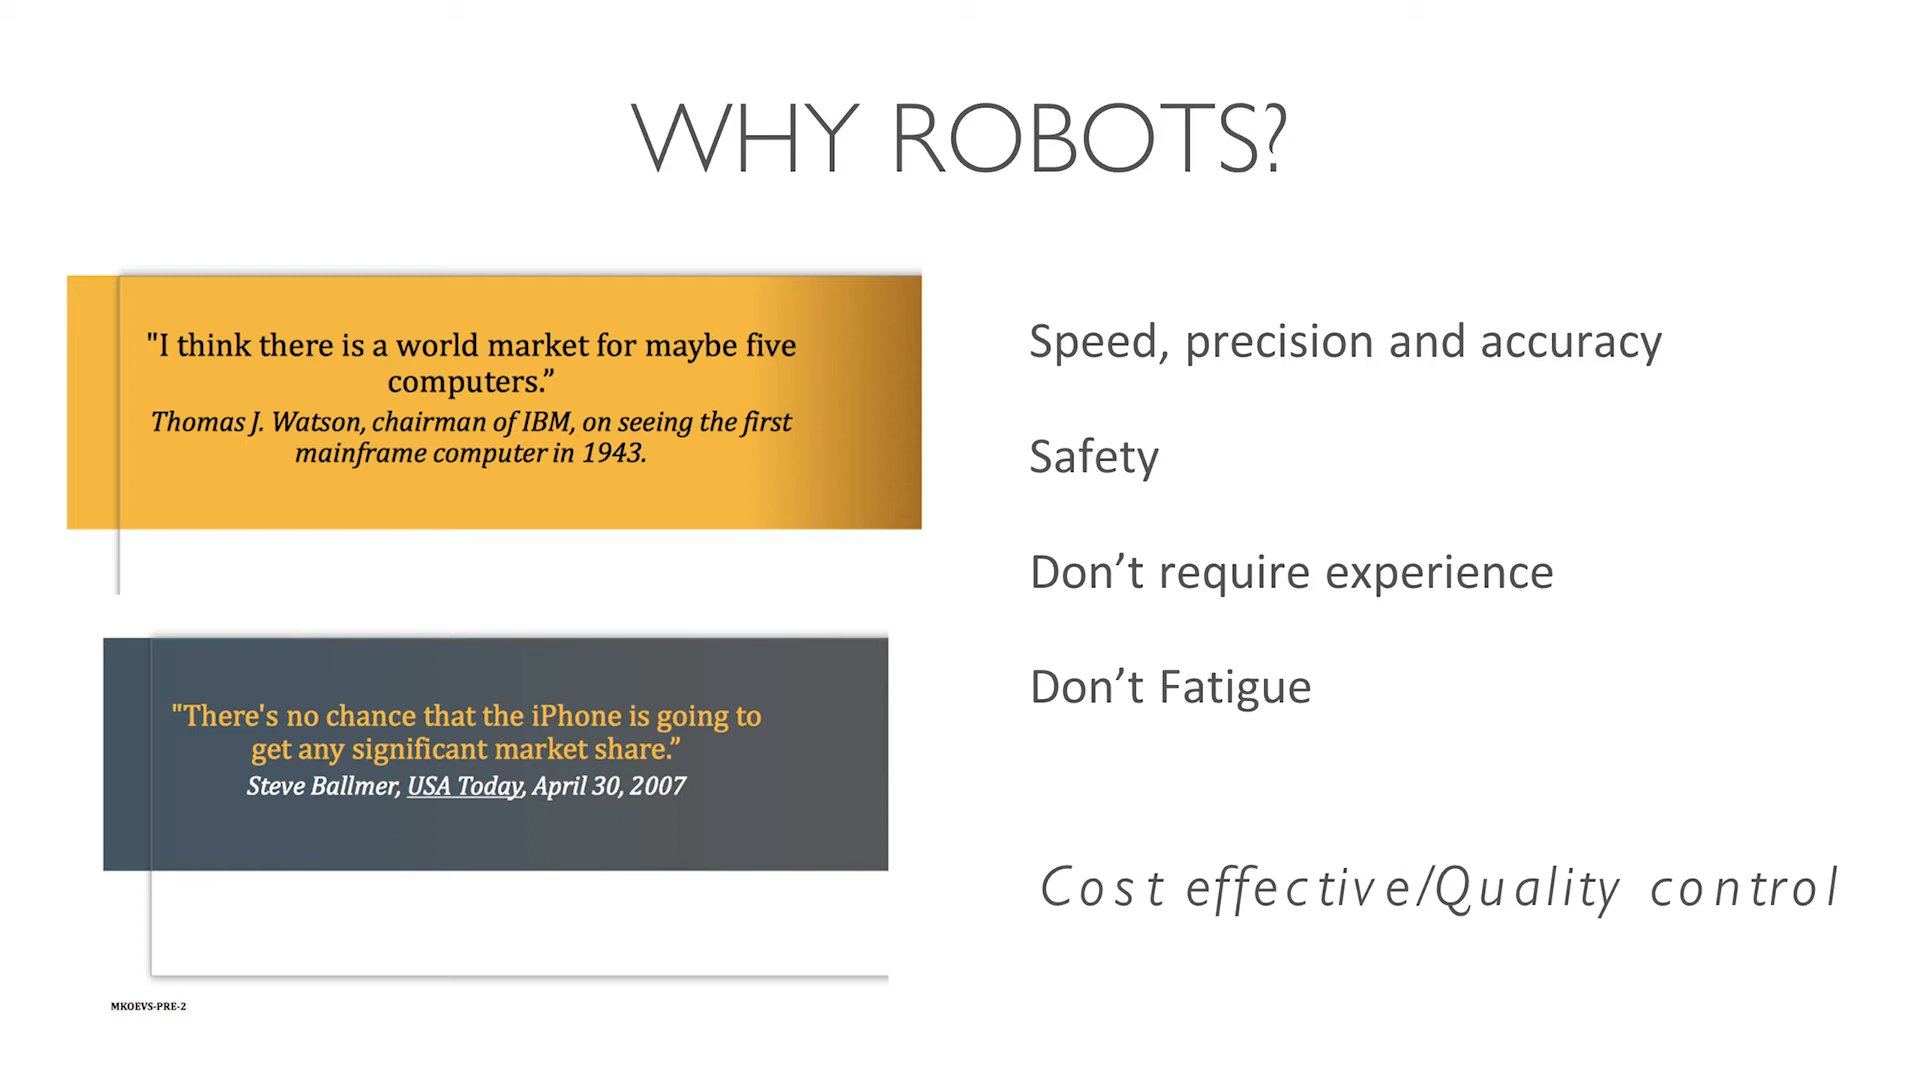 WHY ROBOTS?
"I think there is a world market for maybe five
computers.”
Thomas J. Watson, chairman of IBM, on seeing the first
mainframe computer in 1943.
"There's no chance that the iPhone is going to
get any significant market share.”
Steve Ballmer, USA Today, April 30, 2007
MKOEVS-PRE-2
Speed, precision and accuracy
Safety
Don’t require experience
Don’t Fatigue
Cost effective/Quality control